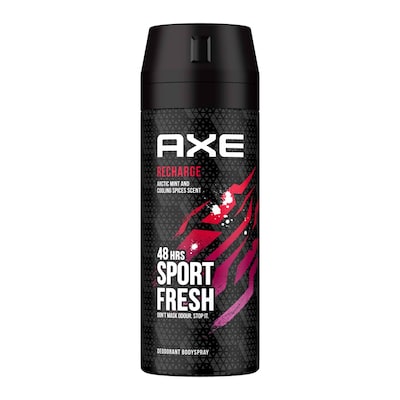 AXE
RECHARGE
ARCTIC MINT AND
COOLING SPICES SCENT
48 HRS
SPORT
FRESH
DON'T MASK ODOUR, STOP IT.
DEODORANT BODYSPRAY